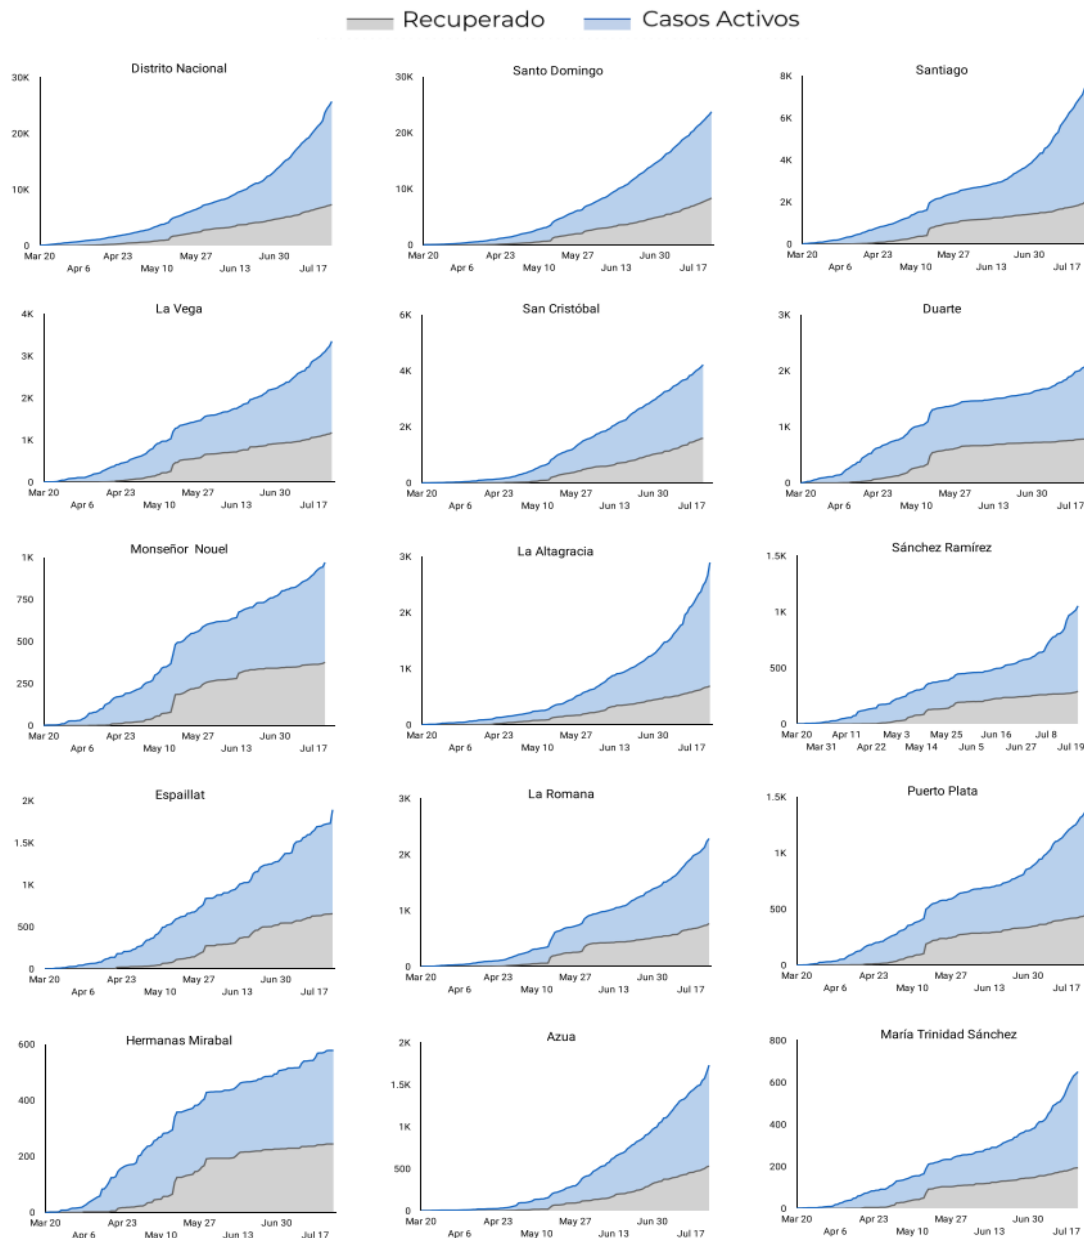 Recuperado Casos Activos
Distrito Nacional
30K
20K
10K
0
Mar 20 Apr 23 May 27 Jun 30
Apr 6 May 10 Jun 13 Jul 17
Santo Domingo
30K
20K
10K
0
Mar 20 Apr 23 May 27 Jun 30
Apr 6 May 10 Jun 13 Jul 17
Santiago
8K
6K
4K
2K
0
Mar 20 Apr 23 May 27 Jun 30
Apr 6 May 10 Jun 13 Jul 17
La Vega
4K
3K
2K
1K
0
Mar 20 Apr 23 May 27 Jun 30
Apr 6 May 10 Jun 13 Jul 17
San Cristóbal
6K
4K
2K
0
Mar 20 Apr 23 May 27 Jun 30
Apr 6 May 10 Jun 13 Jul 17
Duarte
3K
2K
1K
0
Mar 20 Apr 23 May 27 Jun 30
Apr 6 May 10 Jun 13 Jul 17
Monseñor Nouel
1K
750
500
250
0
Mar 20 Apr 23 May 27 Jun 30
Apr 6 May 10 Jun 13 Jul 17
La Altagracia
3K
2K
1K
0
Mar 20 Apr 23 May 27 Jun 30
Apr 6 May 10 Jun 13 Jul 17
Sánchez Ramírez
1.5K
1K
500
0
Mar 20 Apr 11 May 3 May 25 Jun 16 Jul 8
Mar 31 Apr 22 May 14 Jun 5 Jun 27 Jul 19
Espaillat
2K
1.5K
1K
500
0
Mar 20 Apr 23 May 27 Jun 30
Apr 6 May 10 Jun 13 Jul 17
La Romana
3K
2K
1K
0
Mar 20 Apr 23 May 27 Jun 30
Apr 6 May 10 Jun 13 Jul 17
Puerto Plata
1.5K
1K
500
0
Mar 20 Apr 23 May 27 Jun 30
Apr 6 May 10 Jun 13 Jul 17
Hermanas Mirabal
600
400
200
0
Mar 20 Apr 23 May 27 Jun 30
Apr 6 May 10 Jun 13 Jul 17
Azua
2K
1.5K
1K
500
0
Mar 20 Apr 23 May 27 Jun 30
Apr 6 May 10 Jun 13 Jul 17
María Trinidad Sánchez
800
600
400
200
0
Mar 20 Apr 23 May 27 Jun 30
Apr 6 May 10 Jun 13 Jul 17